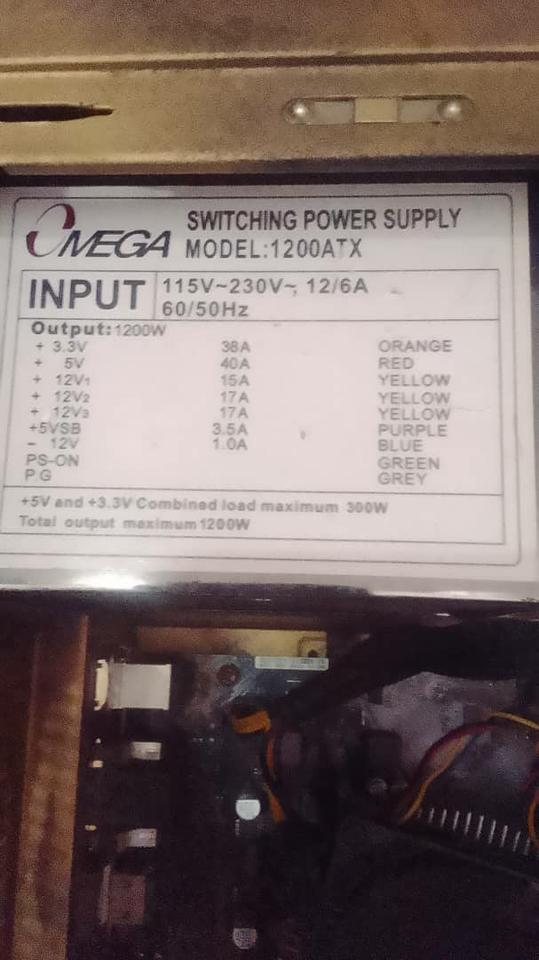 OMEGA
SWITCHING POWER SUPPLY
MODEL:1200ATX
INPUT
115V~230V~, 12/6A
60/50Hz
Output:1200W
+ 3.3V 38A ORANGE
+ 5V 40A RED
+ 12V1 15A YELLOW
+ 12V2 17A YELLOW
+ 12V3 17A YELLOW
+5VSB 3.5A PURPLE
- 12V 1.0A BLUE
PS-ON GREEN
P G GREY
+5V and +3.3V Combined load maximum 300W
Total output maximum 1200W